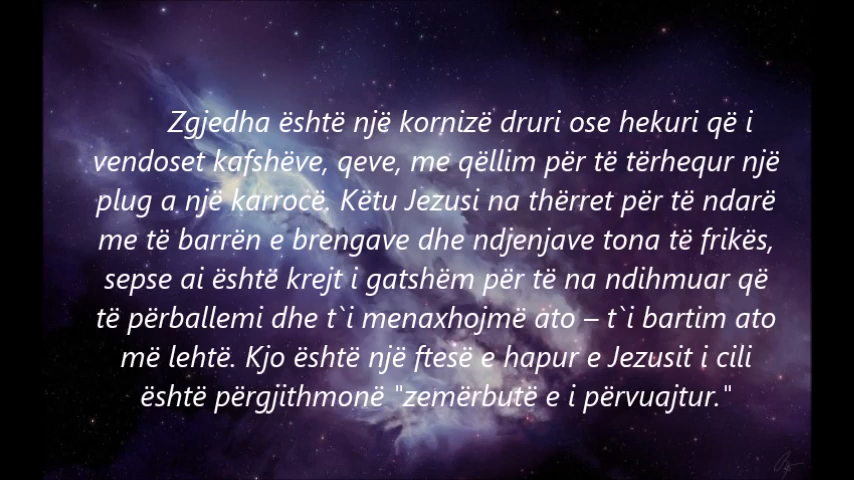 Zgjedha është një kornizë druri ose hekuri që i
vendoset kafshëve, qeve, me qëllim për të tërhequr një
plug a një karrocë. Këtu Jezusi na thërret për të ndarë
me të barrën e brengave dhe ndjenjave tona të frikës,
sepse ai është krejt i gatshëm për të na ndihmuar që
të përballemi dhe t`i menaxhojmë ato – t`i bartim ato
më lehtë. Kjo është një ftesë e hapur e Jezusit i cili
është përgjithmonë "zemërbutë e i përvuajtur."